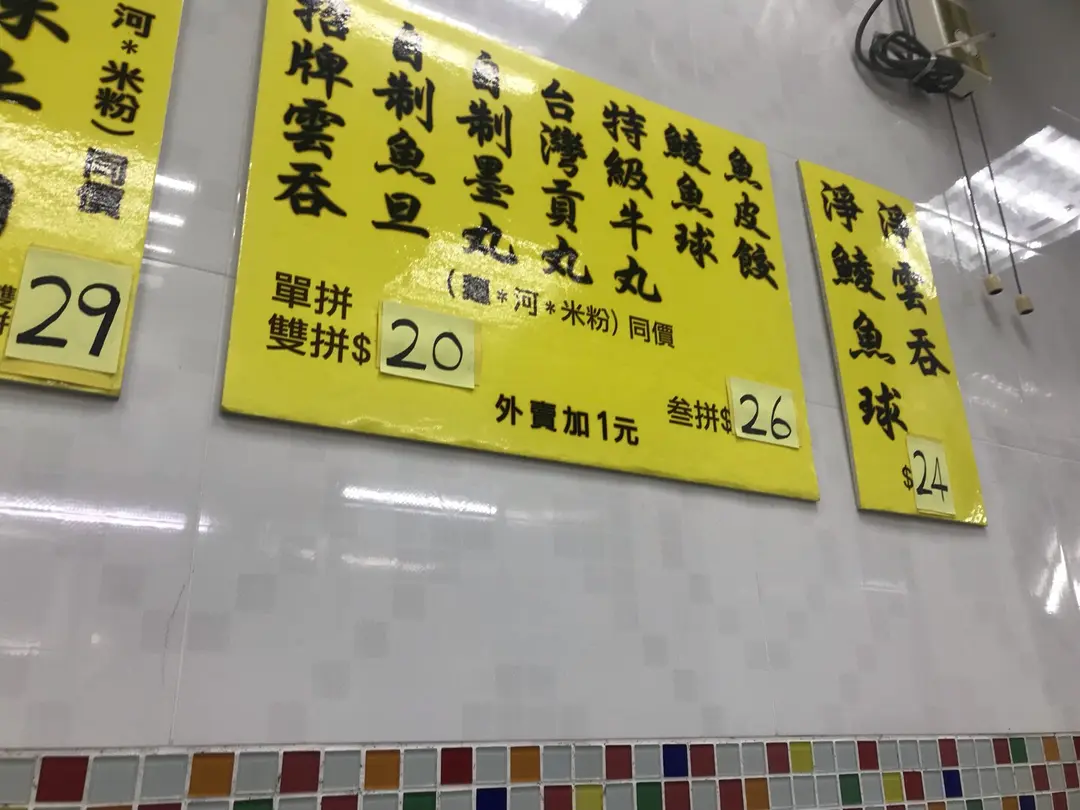 河*米粉)同價
29
招牌雲吞
自制魚旦
自制墨丸
台灣貢丸
特級牛丸
鯪魚球
魚皮餃
(麵*河*米粉)同價
單拼
雙拼$20
叁拼$26
外賣加1元
淨鯪魚球
淨雲吞
$24